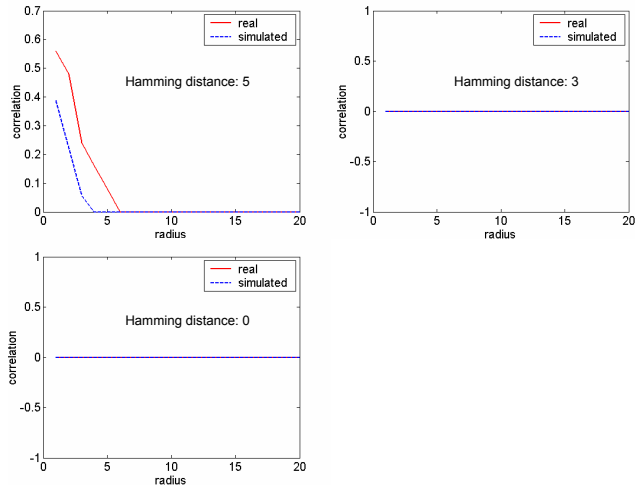 0.7
0.6
0.5
0.4
0.3
0.2
0.1
0
correlation
real
simulated
Hamming distance: 5
0 5 10 15 20
radius
1
0.5
0
-0.5
-1
correlation
real
simulated
Hamming distance: 3
0 5 10 15 20
radius
1
0.5
0
-0.5
-1
correlation
real
simulated
Hamming distance: 0
0 5 10 15 20
radius